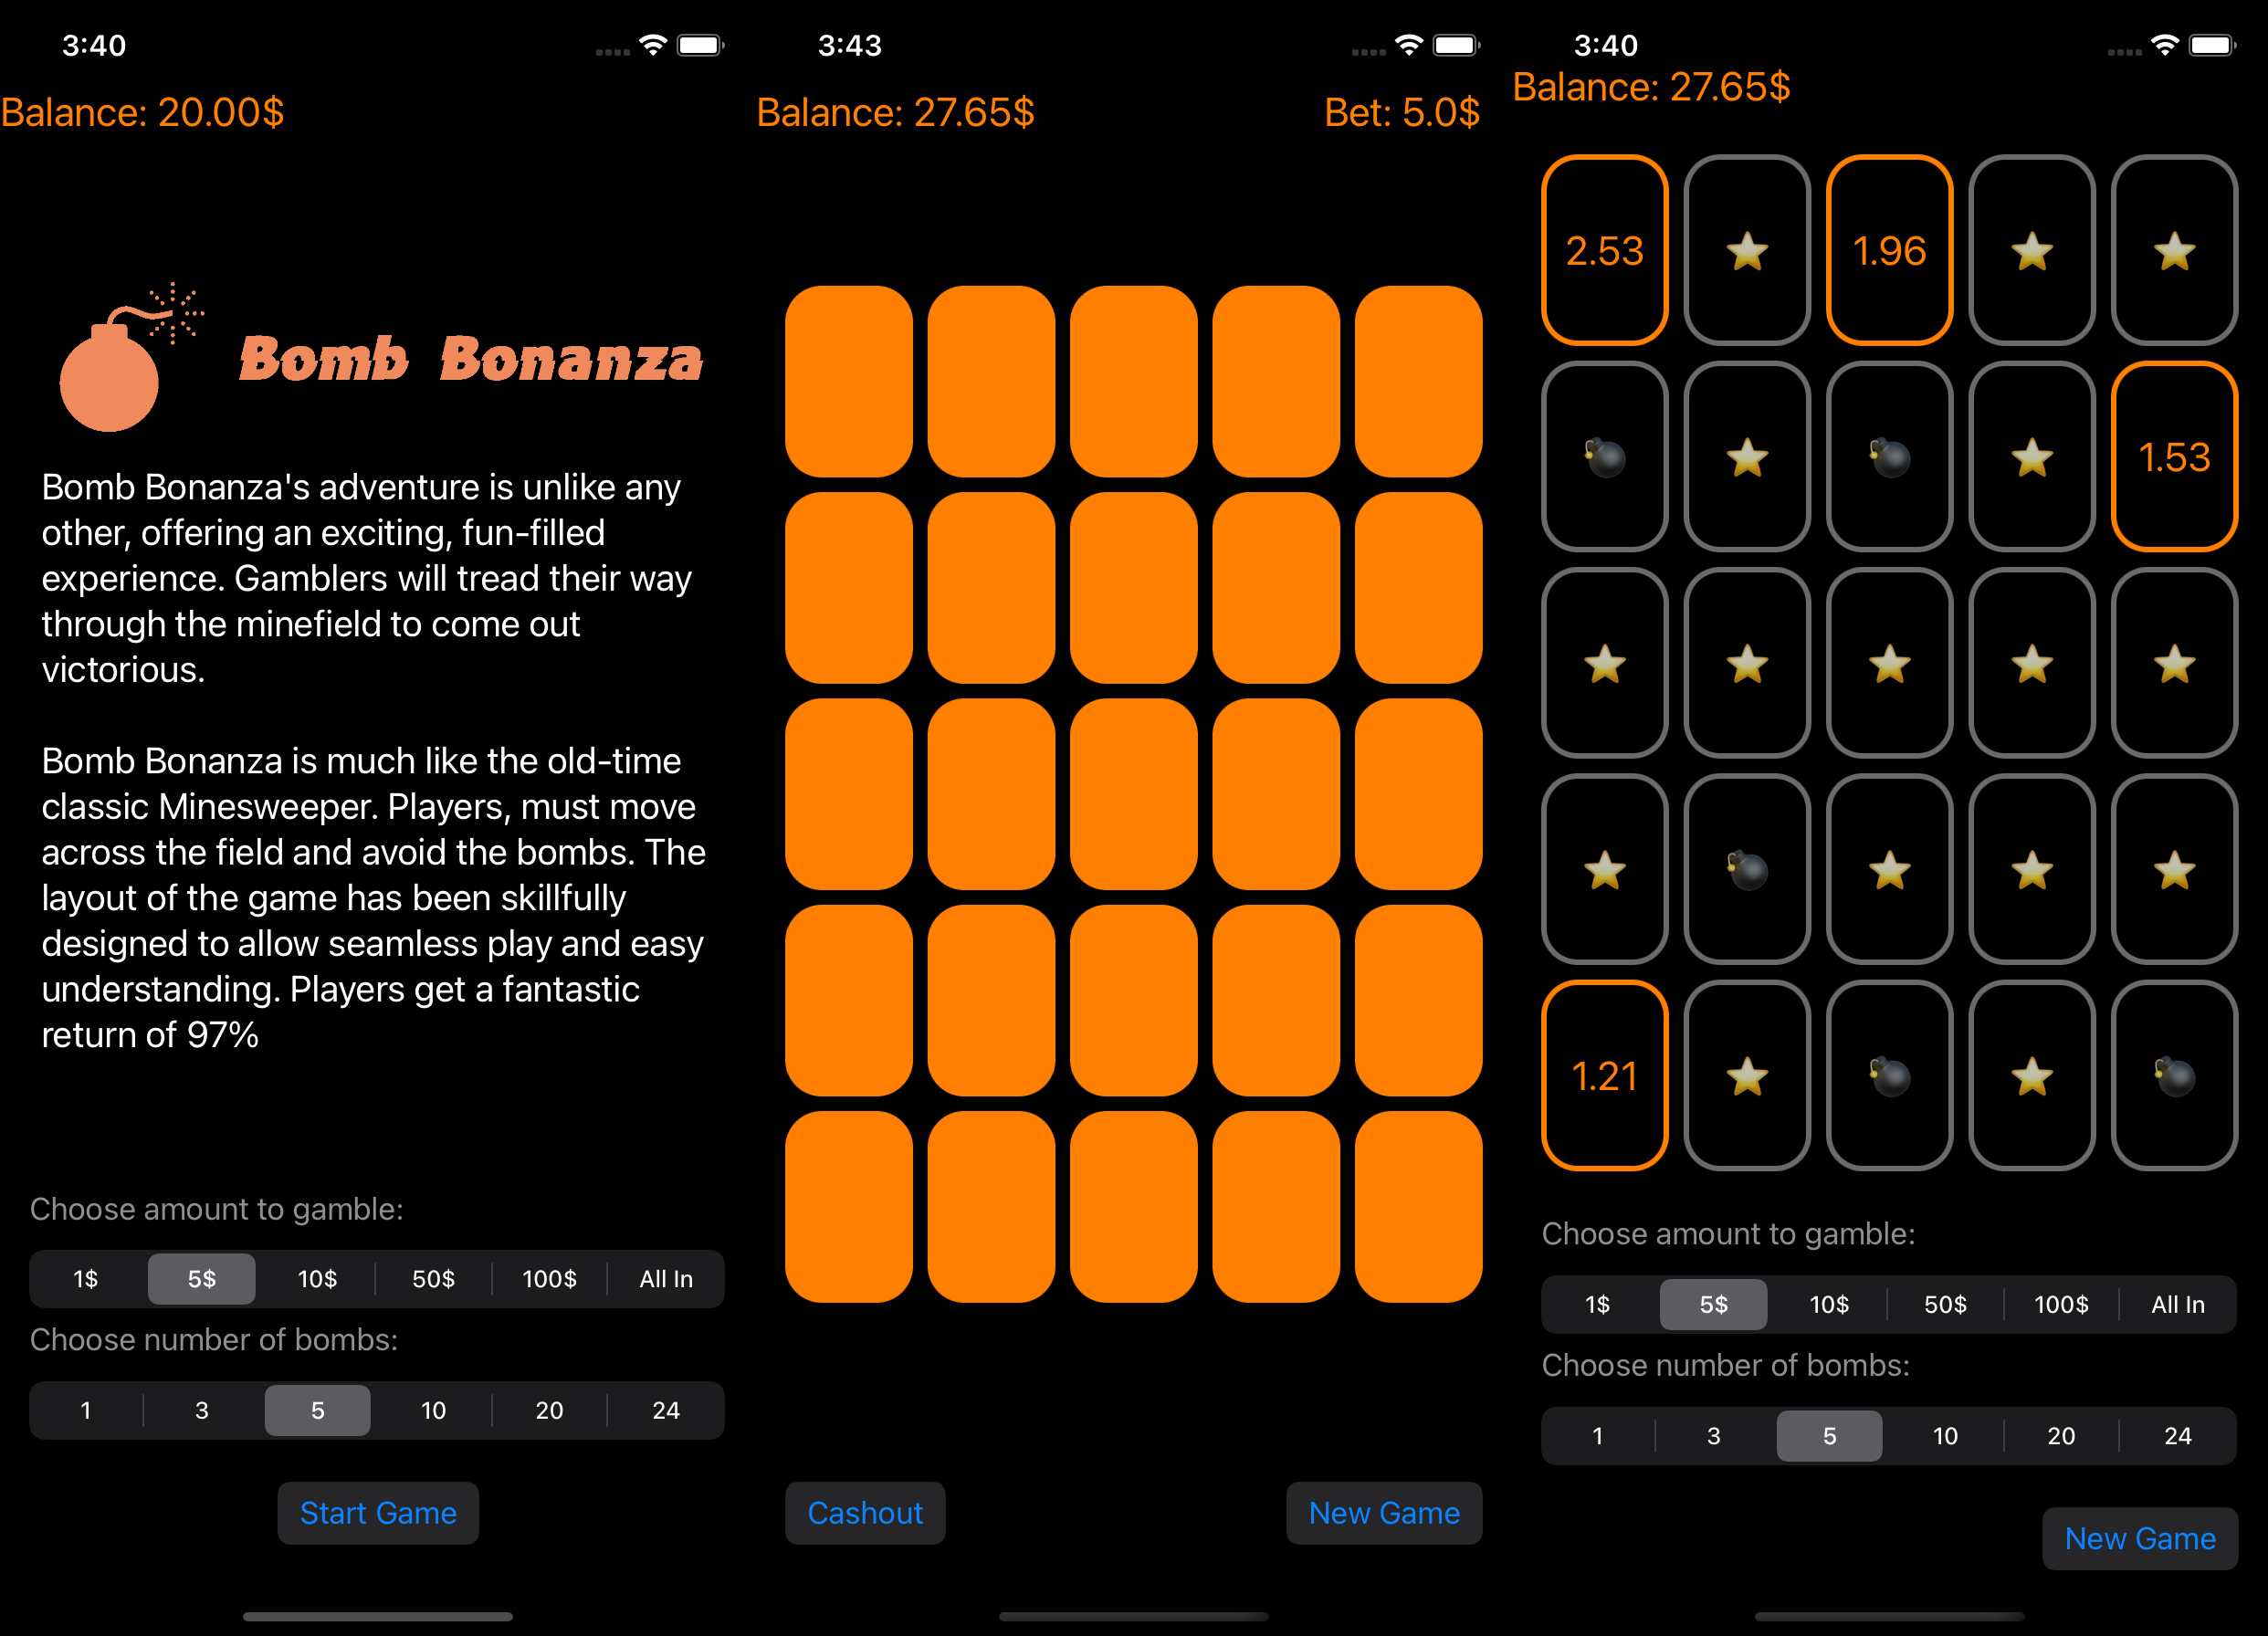 3:40
Balance: 20.00$
Bomb Bonanza
Bomb Bonanza's adventure is unlike any
other, offering an exciting, fun-filled
experience. Gamblers will tread their way
through the minefield to come out
victorious.
Bomb Bonanza is much like the old-time
classic Minesweeper. Players, must move
across the field and avoid the bombs. The
layout of the game has been skillfully
designed to allow seamless play and easy
understanding. Players get a fantastic
return of 97%
Choose amount to gamble:
1$ 5$ 10$ 50$ 100$ All In
Choose number of bombs:
1 3 5 10 20 24
Start Game
3:43
Balance: 27.65$ Bet: 5.0$
Cashout New Game
3:40
Balance: 27.65$
2.53 1.96
1.53
1.21
Choose amount to gamble:
1$ 5$ 10$ 50$ 100$ All In
Choose number of bombs:
1 3 5 10 20 24
New Game